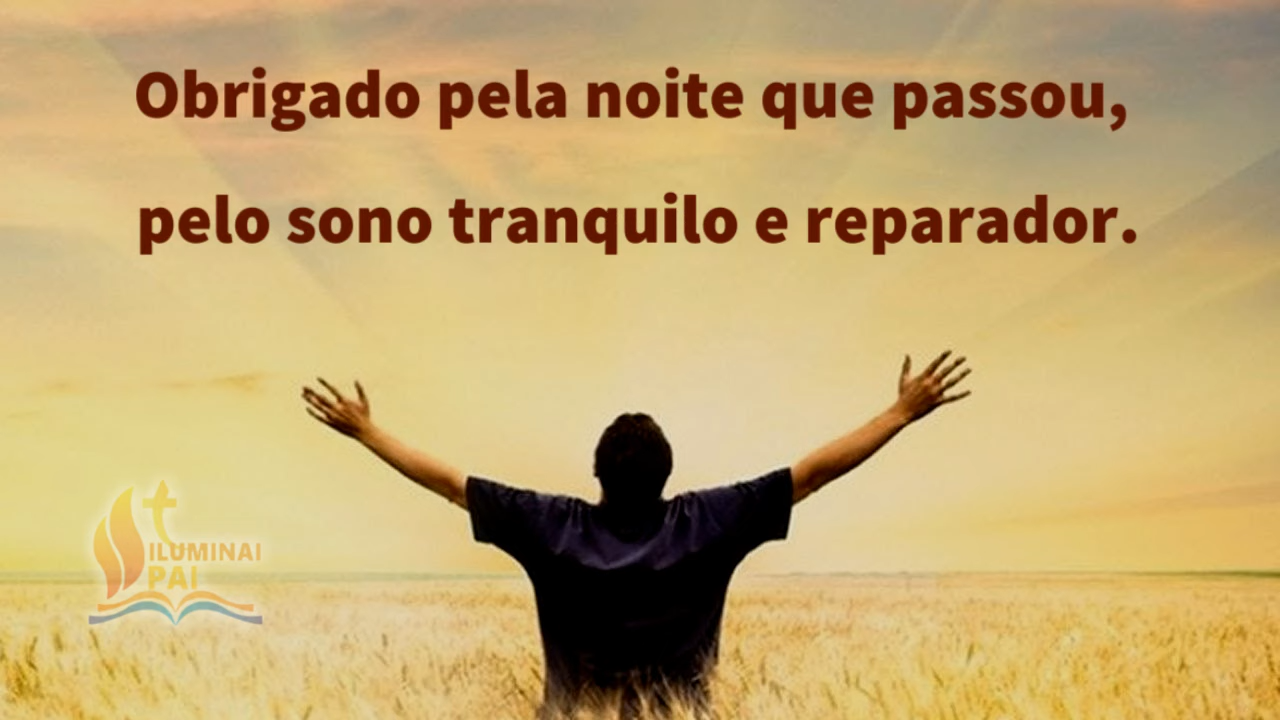 Obrigado pela noite que passou,
pelo sono tranquilo e reparador.
ILUMINAI
PAI